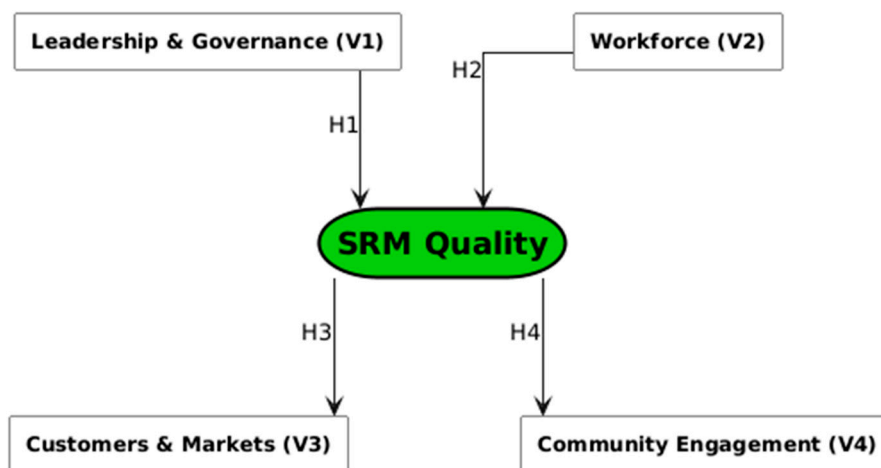 Leadership & Governance (V1)
Workforce (V2)
H2
H1
SRM Quality
H3
H4
Customers & Markets (V3)
Community Engagement (V4)